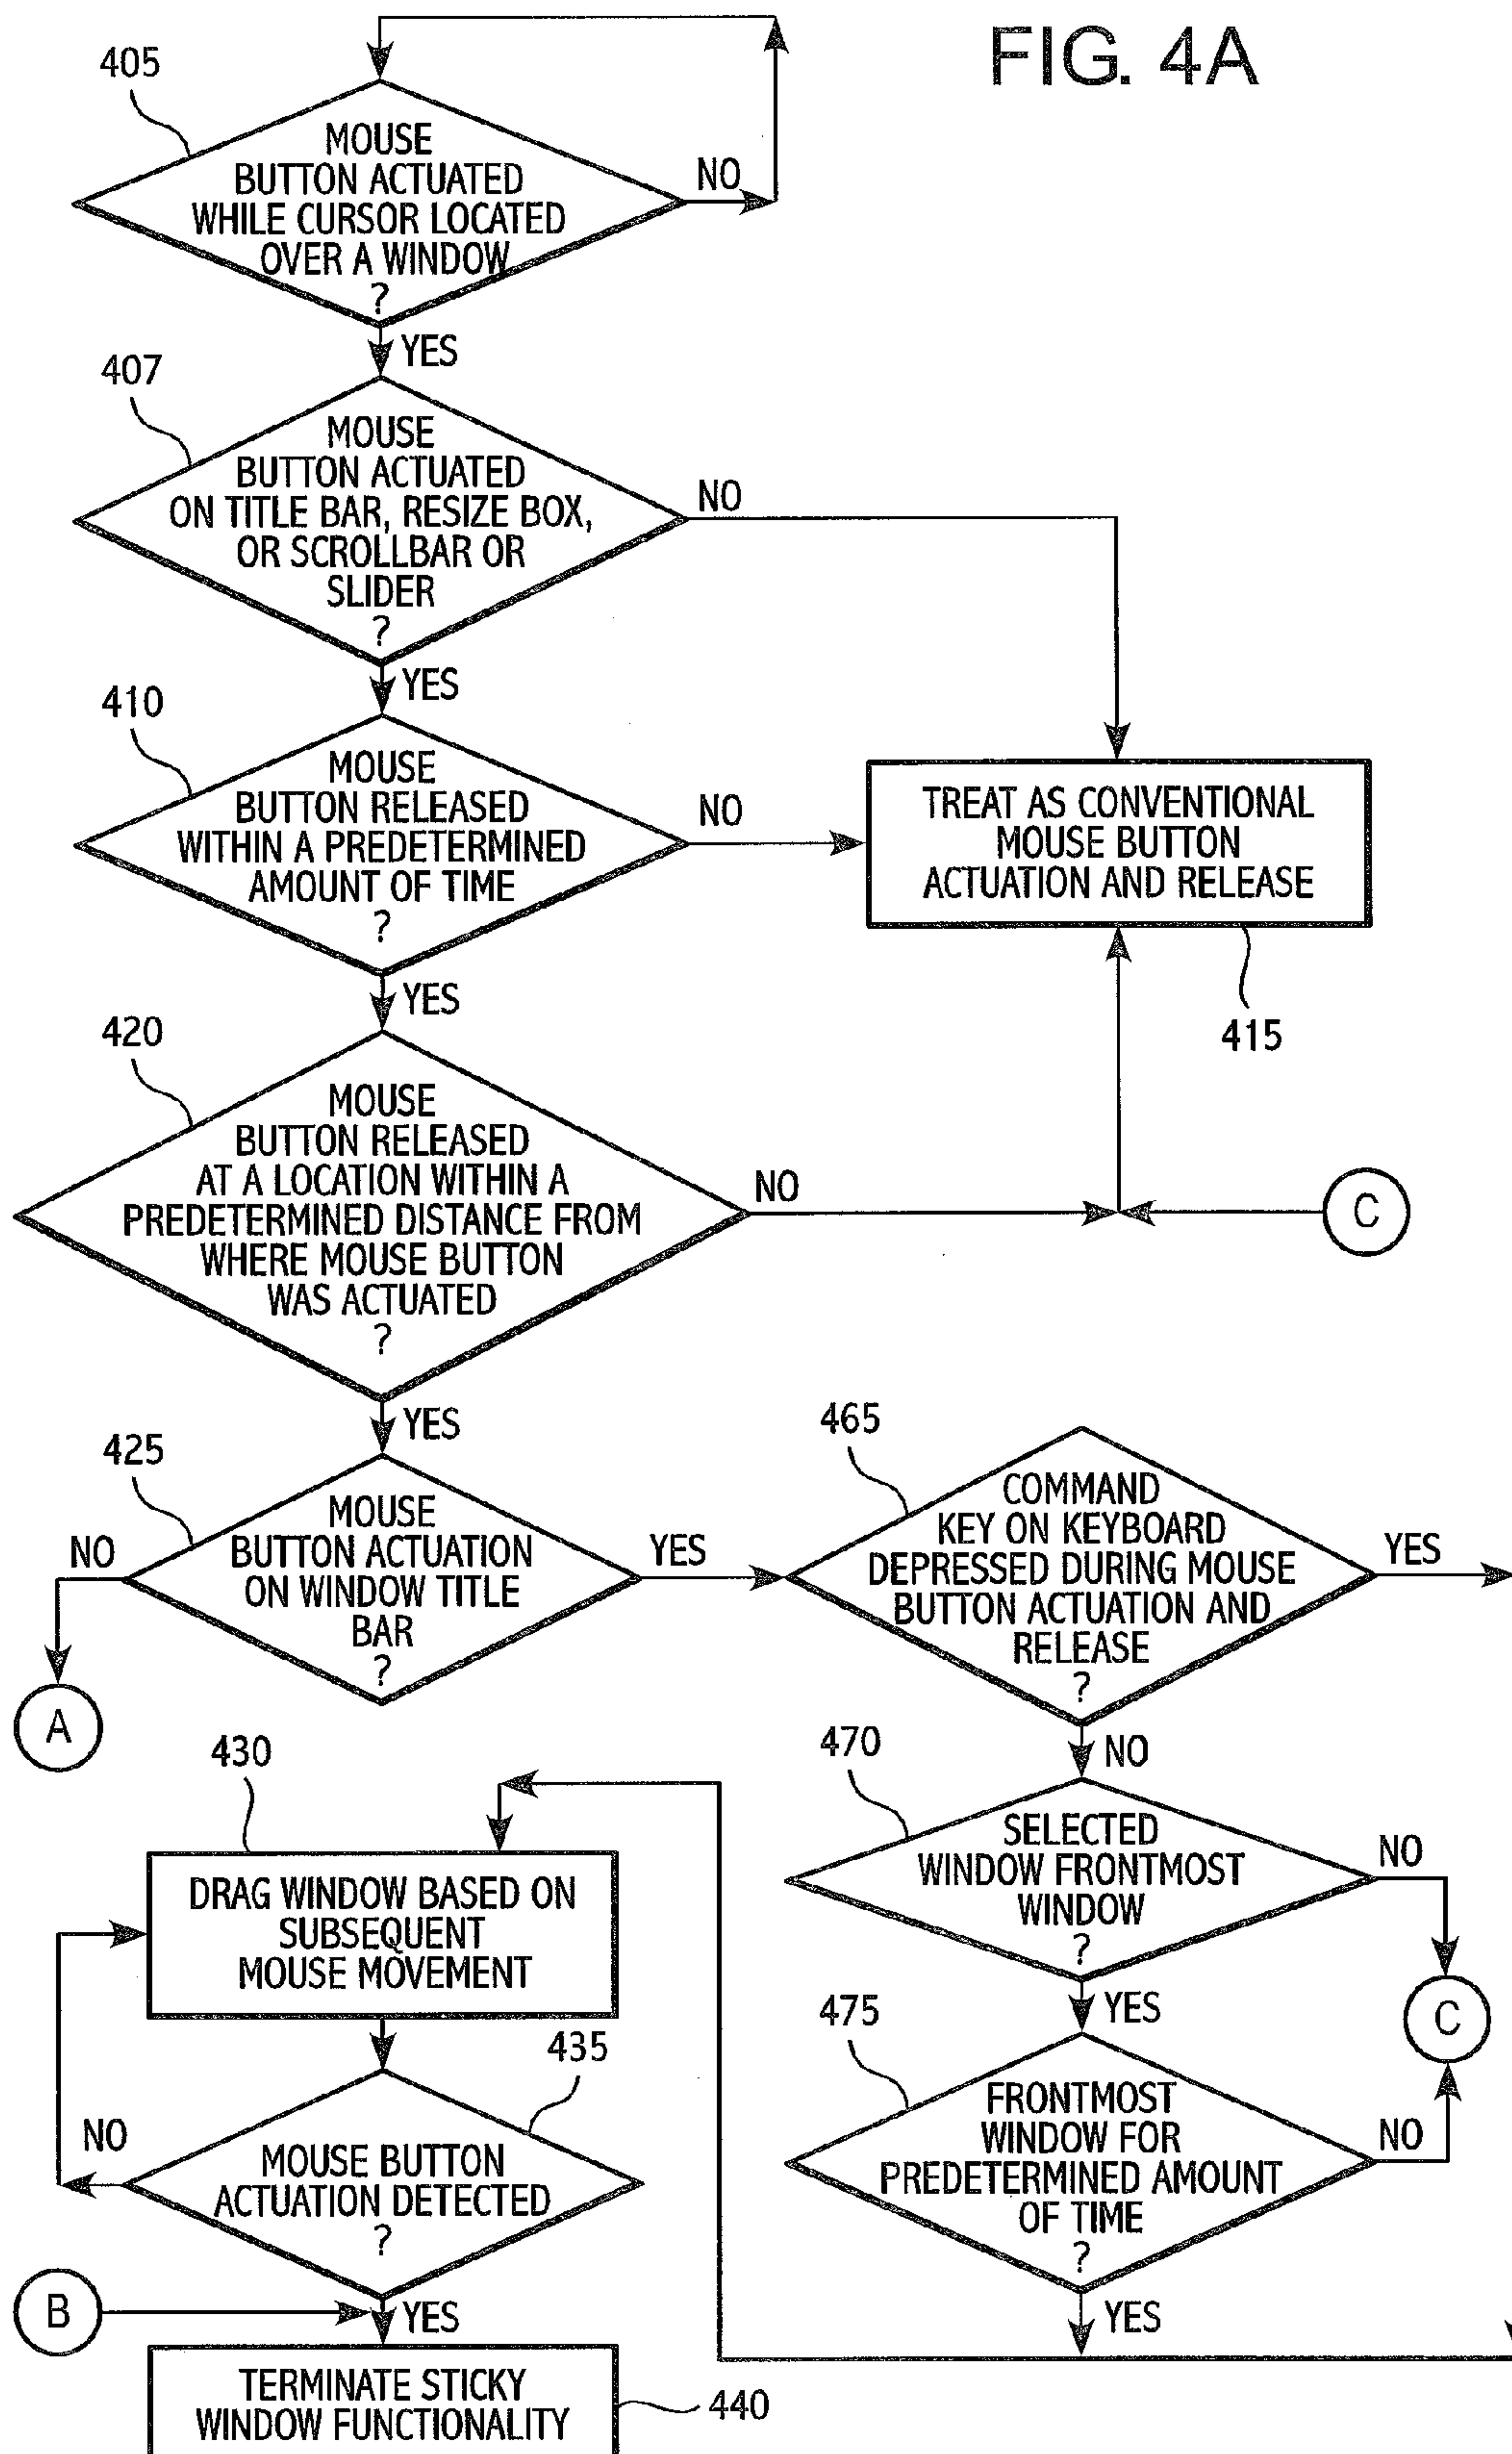 FIG. 4A
405
MOUSE
BUTTON ACTUATED
WHILE CURSOR LOCATED
OVER A WINDOW
?
NO
YES
407
MOUSE
BUTTON ACTUATED
ON TITLE BAR, RESIZE BOX,
OR SCROLLBAR OR
SLIDER
?
NO
YES
410
MOUSE
BUTTON RELEASED
WITHIN A PREDETERMINED
AMOUNT OF TIME
?
NO
TREAT AS CONVENTIONAL
MOUSE BUTTON
ACTUATION AND RELEASE
415
YES
420
MOUSE
BUTTON RELEASED
AT A LOCATION WITHIN A
PREDETERMINED DISTANCE FROM
WHERE MOUSE BUTTON
WAS ACTUATED
?
NO
C
YES
425
MOUSE
BUTTON ACTUATION
ON WINDOW TITLE
BAR
?
NO
A
YES
465
COMMAND
KEY ON KEYBOARD
DEPRESSED DURING MOUSE
BUTTON ACTUATION AND
RELEASE
?
YES
NO
470
SELECTED
WINDOW FRONTMOST
WINDOW
?
NO
C
YES
475
FRONTMOST
WINDOW FOR
PREDETERMINED AMOUNT
OF TIME
?
NO
YES
430
DRAG WINDOW BASED ON
SUBSEQUENT
MOUSE MOVEMENT
435
MOUSE BUTTON
ACTUATION DETECTED
?
NO
B
YES
TERMINATE STICKY
WINDOW FUNCTIONALITY
440